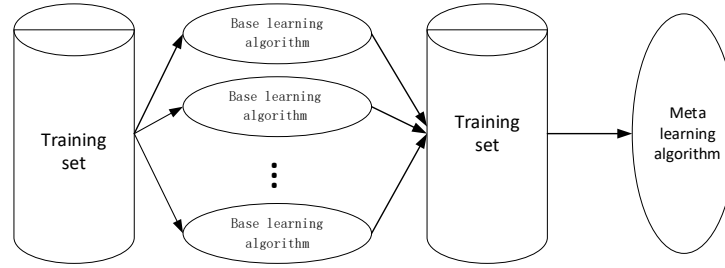 Training
set
Base learning
algorithm
Base learning
algorithm
Base learning
algorithm
Training
set
Meta
learning
algorithm